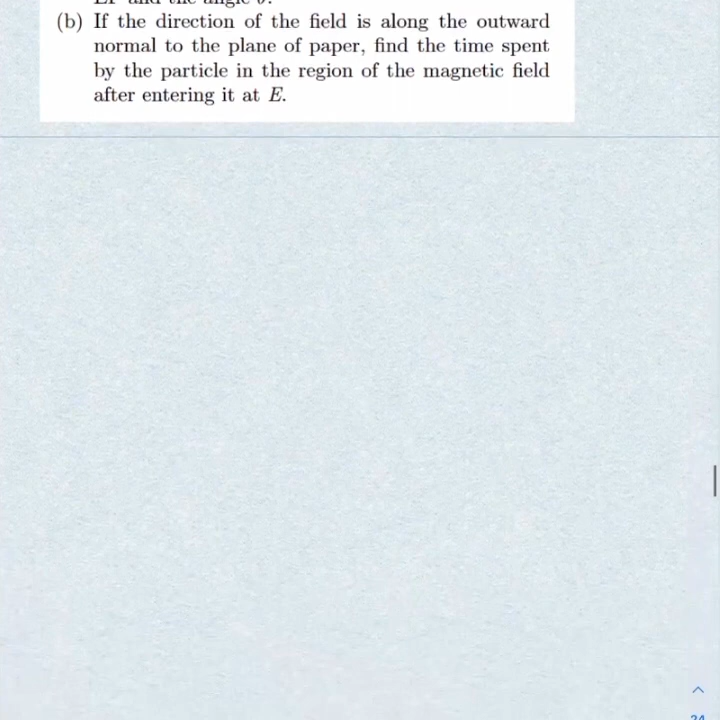 (b) If the direction of the field is along the outward
normal to the plane of paper, find the time spent
by the particle in the region of the magnetic field
after entering it at E.